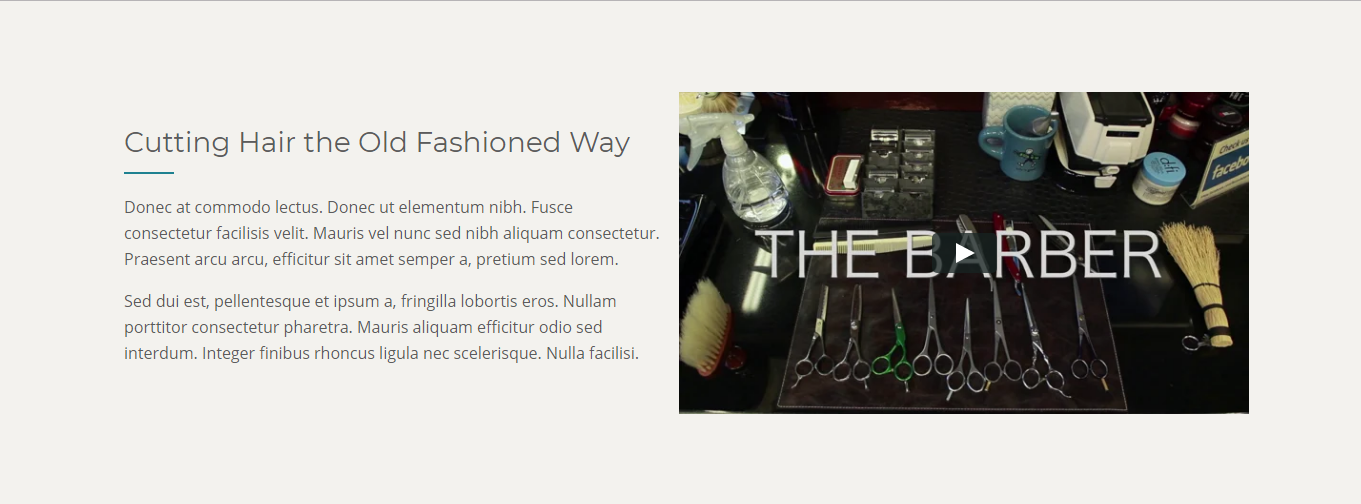 Cutting Hair the Old Fashioned Way
Donec at commodo lectus. Donec ut elementum nibh. Fusce
consectetur facilisis velit. Mauris vel nunc sed nibh aliquam consectetur.
Praesent arcu arcu, efficitur sit amet semper a, pretium sed lorem.
Sed dui est, pellentesque et ipsum a, fringilla lobortis eros. Nullam
porttitor consectetur pharetra. Mauris aliquam efficitur odio sed
interdum. Integer finibus rhoncus ligula nec scelerisque. Nulla facilisi.
Check us
facebo
THE BARBER